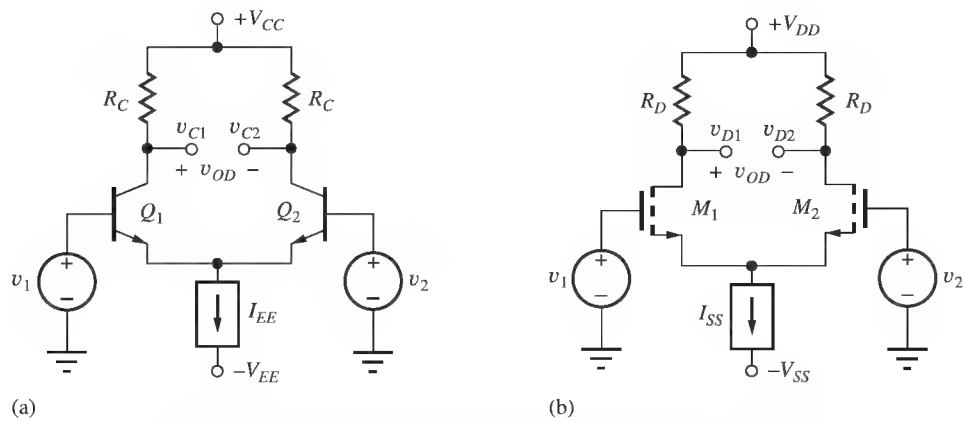 +V_CC
R_C R_C
v_C1 v_C2
+ v_OD −
Q_1 Q_2
v_1 + − + − v_2
I_EE
−V_EE
(a)
+V_DD
R_D R_D
v_D1 v_D2
+ v_OD −
M_1 M_2
v_1 + − + − v_2
I_SS
−V_SS
(b)